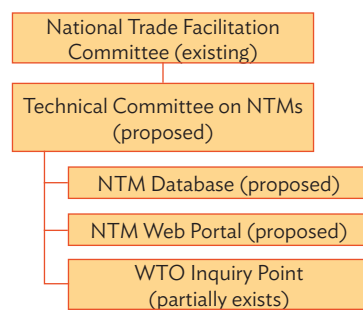 National Trade Facilitation
Committee (existing)
Technical Committee on NTMs
(proposed)
NTM Database (proposed)
NTM Web Portal (proposed)
WTO Inquiry Point
(partially exists)